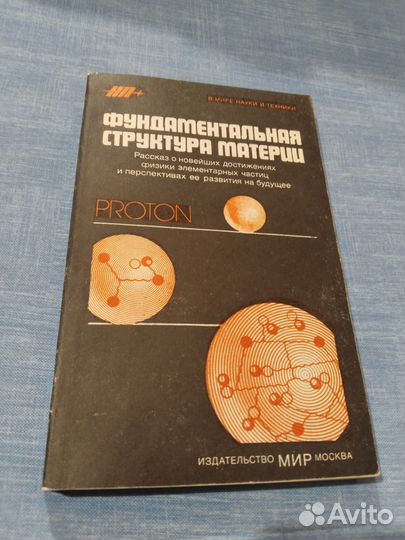 НП+
В МИРЕ НАУКИ И ТЕХНИКИ
ФУНДАМЕНТАЛЬНАЯ
СТРУКТУРА МАТЕРИИ
Рассказ о новейших достижениях
физики элементарных частиц
и перспективах ее развития на будущее
PROTON
ИЗДАТЕЛЬСТВО МИР МОСКВА
Avito